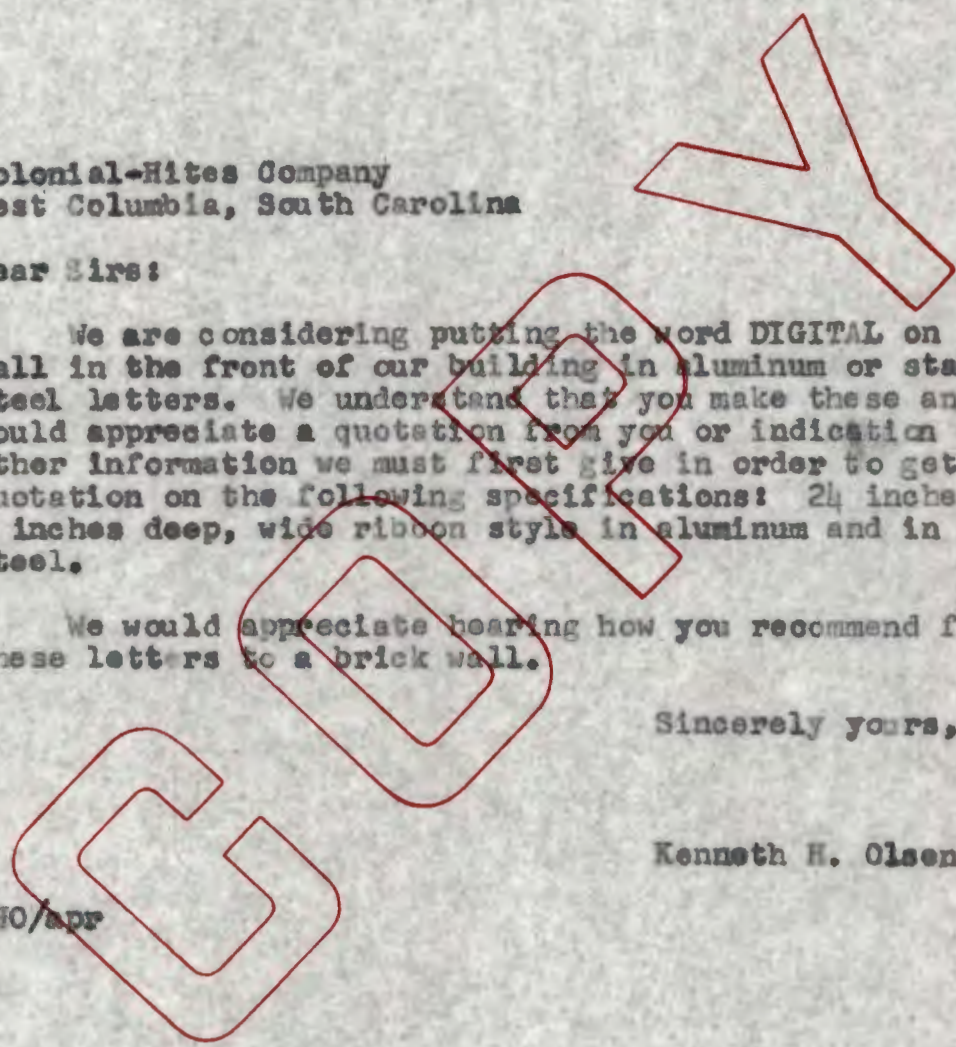 olonial-Hites Company
est Columbia, South Carolina
ear Sirs:
We are considering putting the word DIGITAL on
all in the front of our building in aluminum or sta
teel letters. We understand that you make these an
ould appreciate a quotation from you or indication
ther information we must first give in order to get
uotation on the following specifications: 24 inche
inches deep, wide ribbon style in aluminum and in
teel.
We would appreciate hearing how you recommend f
hese letters to a brick wall.
Sincerely yours,
Kenneth H. Olsen
HO/apr
COPY